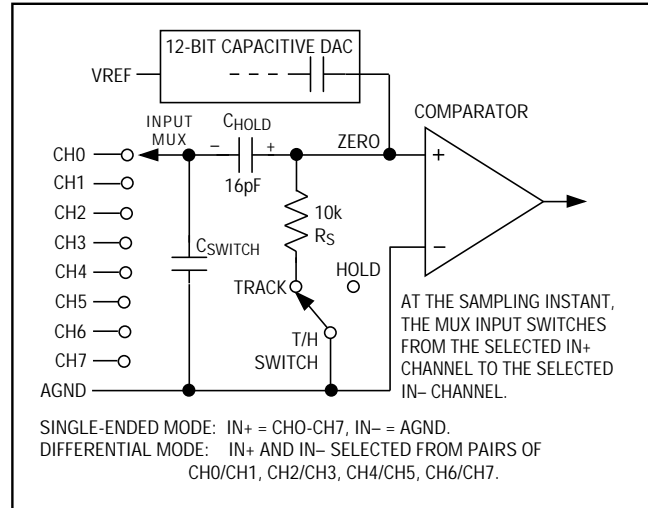 12-BIT CAPACITIVE DAC
VREF
COMPARATOR
INPUT
MUX
– CHOLD +
16pF
ZERO
+
–
CH0
CH1
CH2
CH3
CH4
CH5
CH6
CH7
AGND
CSWITCH
10k
RS
TRACK
HOLD
T/H
SWITCH
AT THE SAMPLING INSTANT,
THE MUX INPUT SWITCHES
FROM THE SELECTED IN+
CHANNEL TO THE SELECTED
IN– CHANNEL.
SINGLE-ENDED MODE: IN+ = CHO-CH7, IN– = AGND.
DIFFERENTIAL MODE: IN+ AND IN– SELECTED FROM PAIRS OF
CH0/CH1, CH2/CH3, CH4/CH5, CH6/CH7.